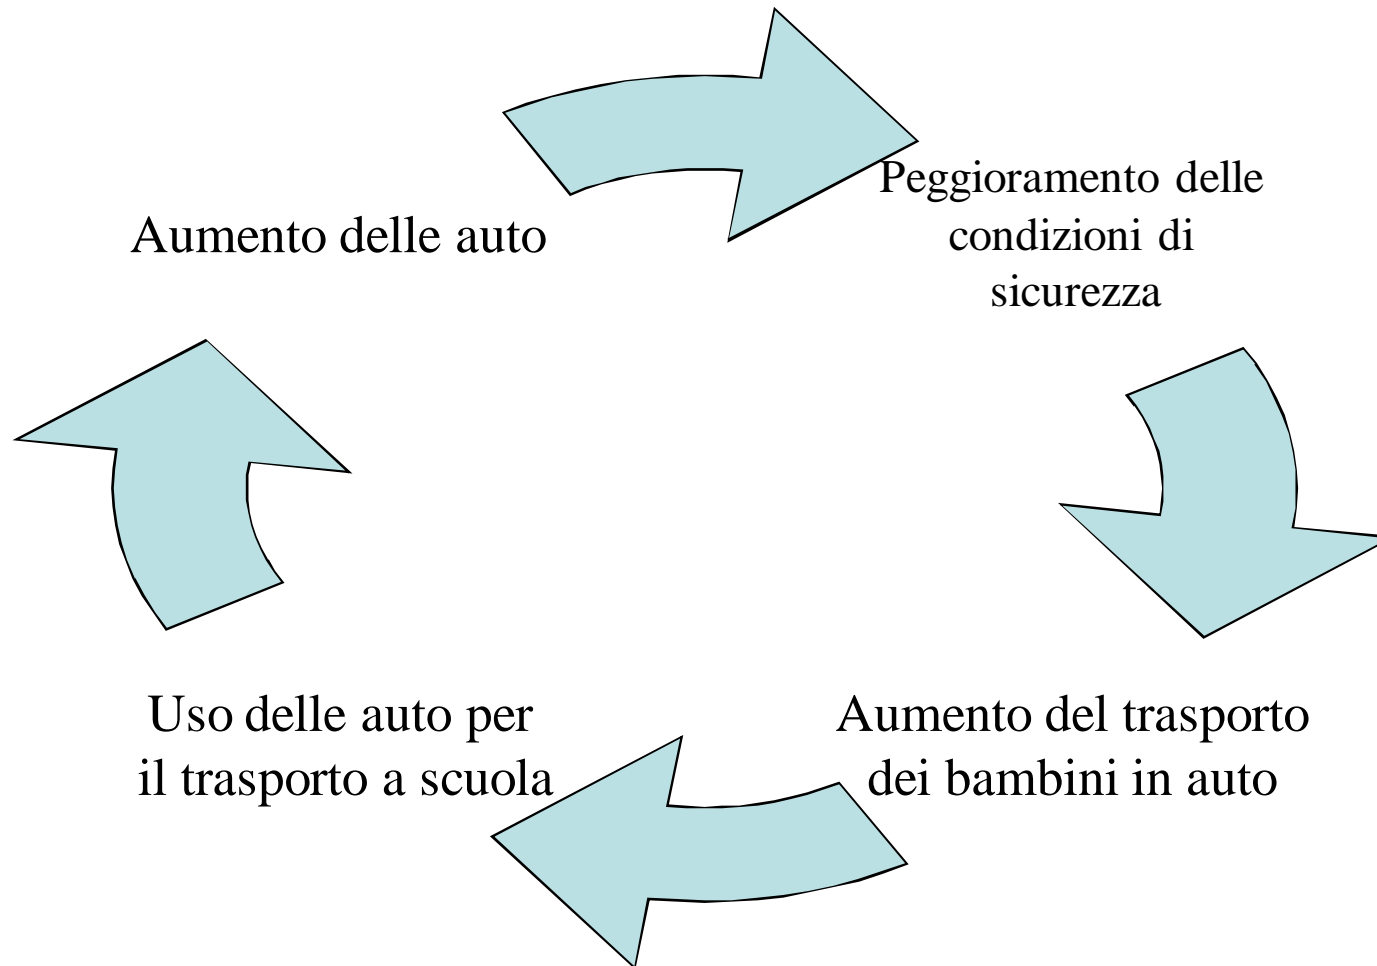 Aumento delle auto
Peggioramento delle
condizioni di
sicurezza
Uso delle auto per
il trasporto a scuola
Aumento del trasporto
dei bambini in auto